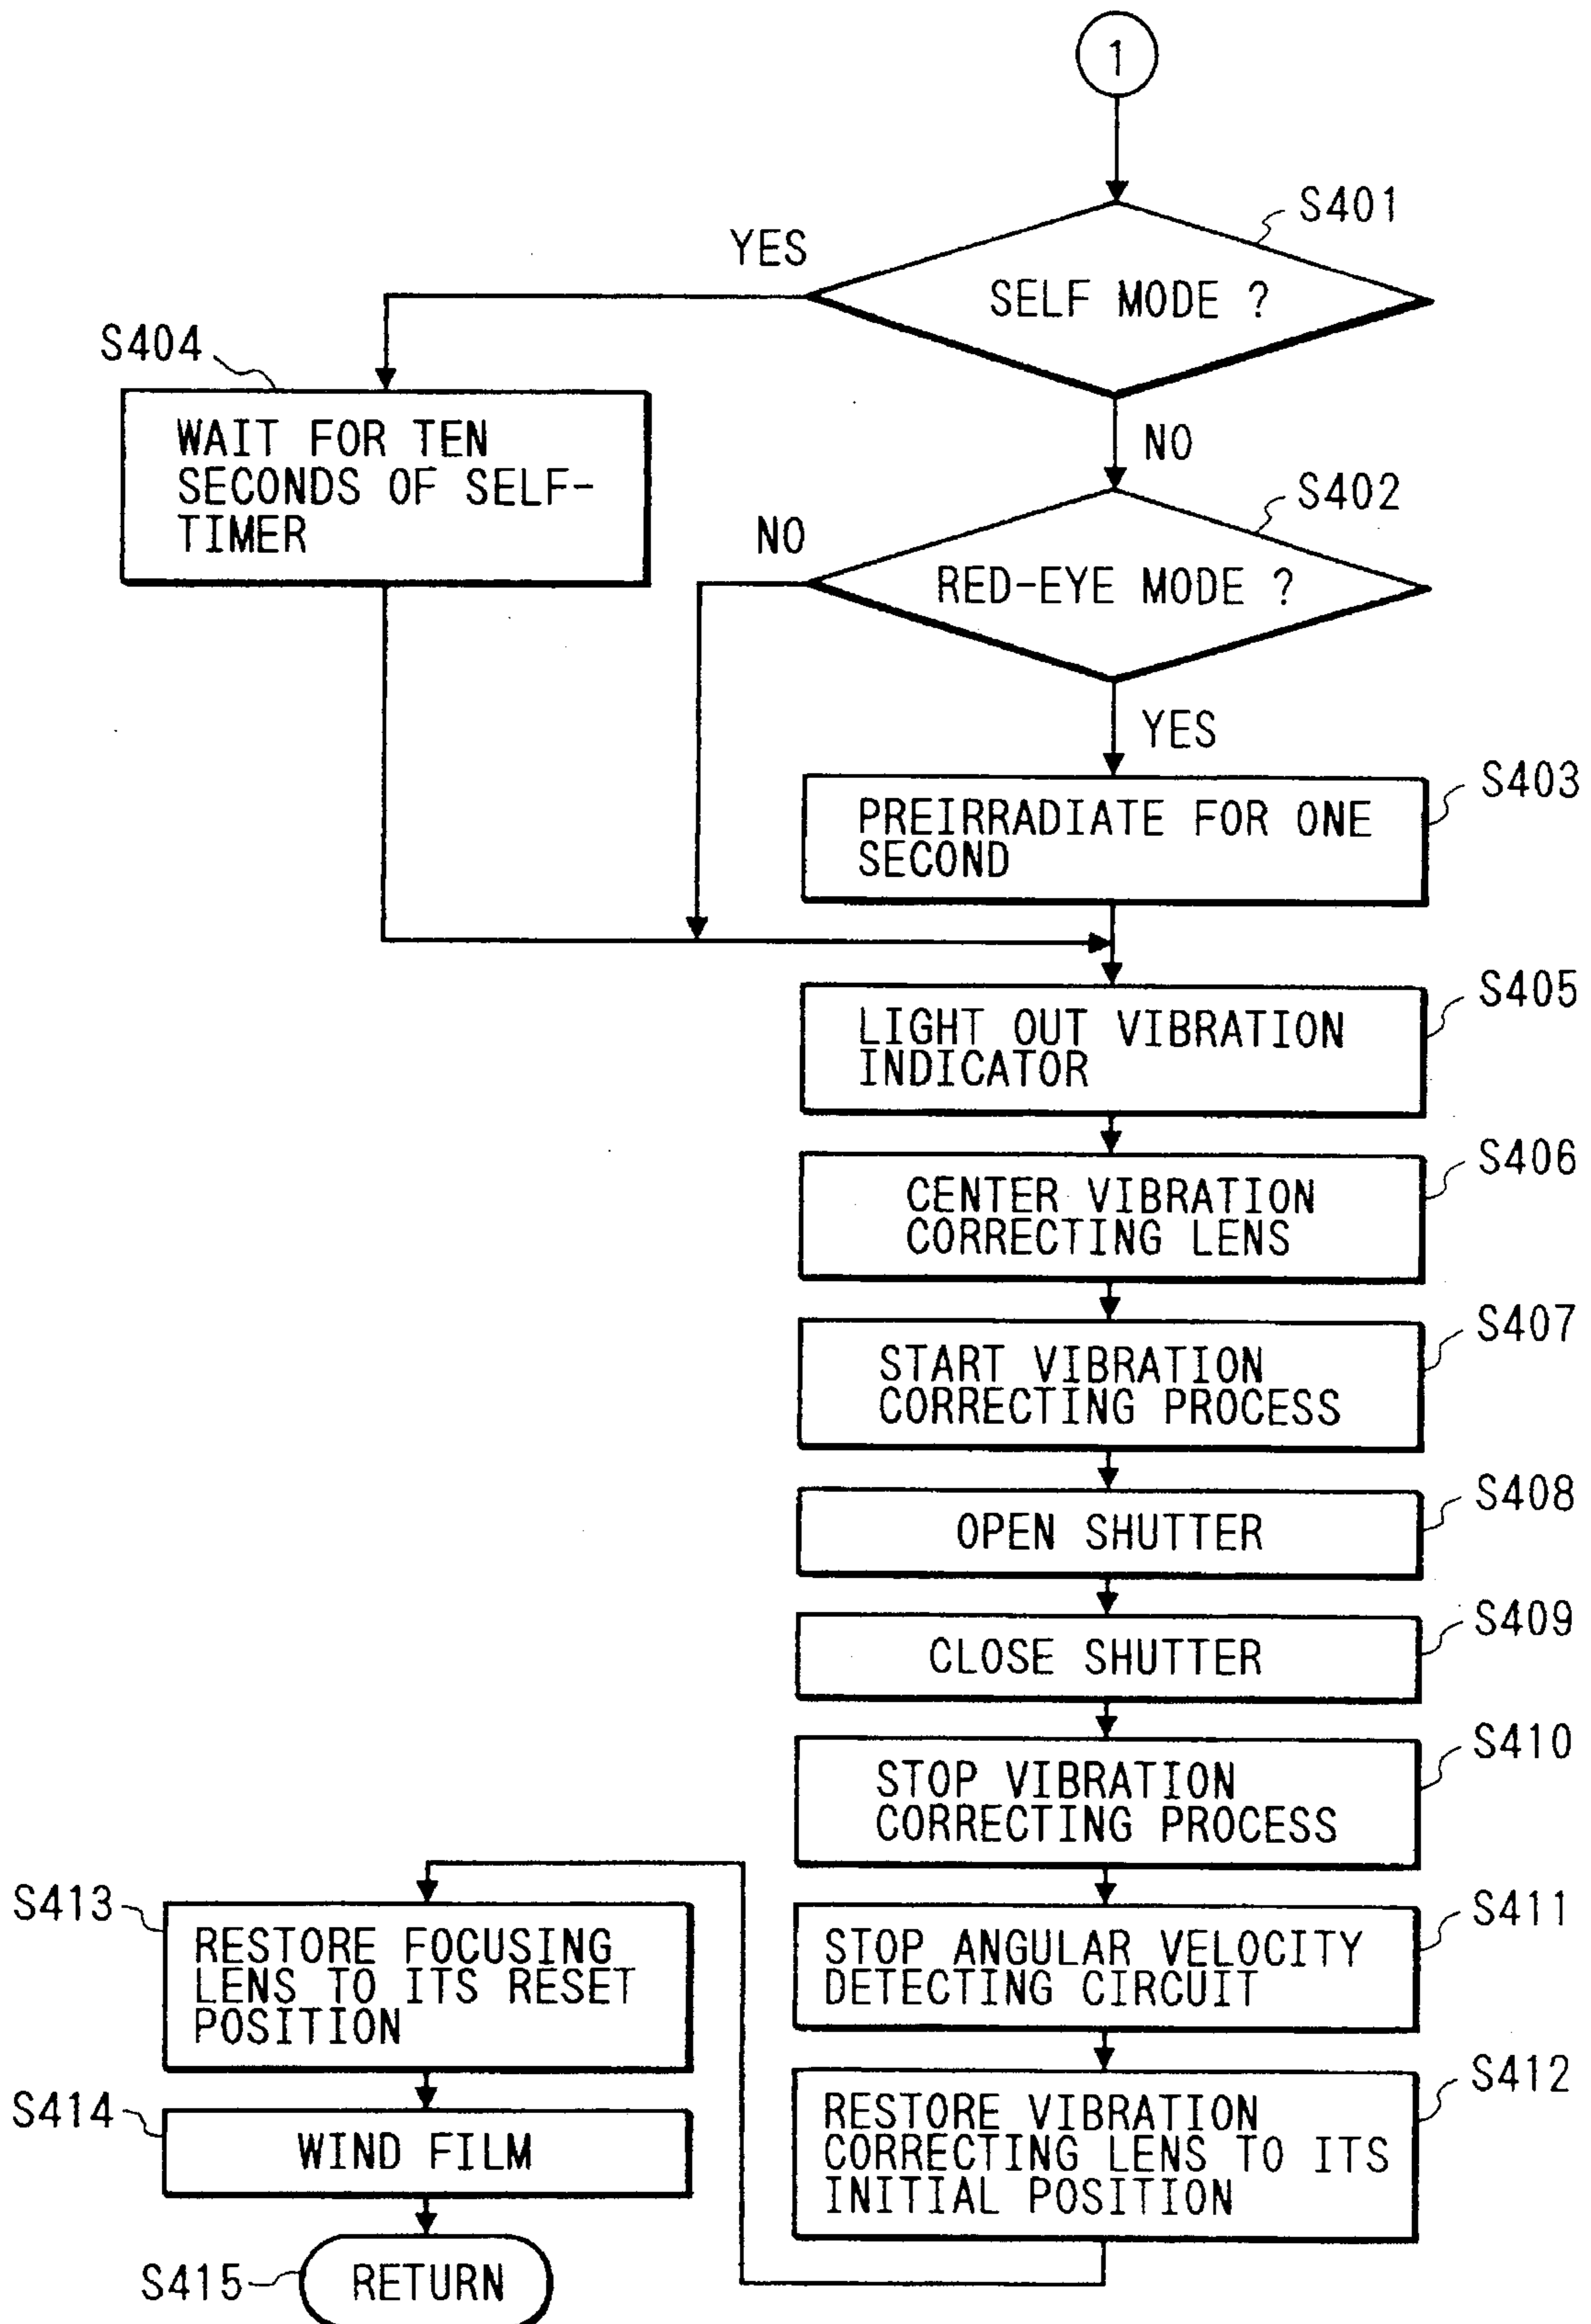 1
S401
YES
SELF MODE ?
S404
WAIT FOR TEN
SECONDS OF SELF-
TIMER
NO
S402
NO
RED-EYE MODE ?
YES
S403
PREIRRADIATE FOR ONE
SECOND
S405
LIGHT OUT VIBRATION
INDICATOR
S406
CENTER VIBRATION
CORRECTING LENS
S407
START VIBRATION
CORRECTING PROCESS
S408
OPEN SHUTTER
S409
CLOSE SHUTTER
S410
STOP VIBRATION
CORRECTING PROCESS
S411
STOP ANGULAR VELOCITY
DETECTING CIRCUIT
S412
RESTORE VIBRATION
CORRECTING LENS TO ITS
INITIAL POSITION
S413
RESTORE FOCUSING
LENS TO ITS RESET
POSITION
S414
WIND FILM
S415
RETURN